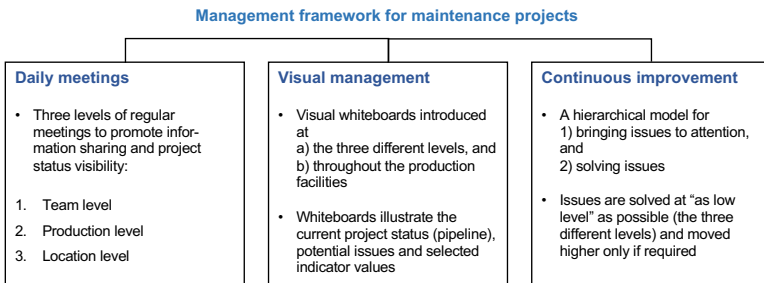 Management framework for maintenance projects
Daily meetings
• Three levels of regular
meetings to promote infor-
mation sharing and project
status visibility:
1. Team level
2. Production level
3. Location level
Visual management
• Visual whiteboards introduced
at
a) the three different levels, and
b) throughout the production
facilities
• Whiteboards illustrate the
current project status (pipeline),
potential issues and selected
indicator values
Continuous improvement
• A hierarchical model for
1) bringing issues to attention,
and
2) solving issues
• Issues are solved at “as low
level” as possible (the three
different levels) and moved
higher only if required